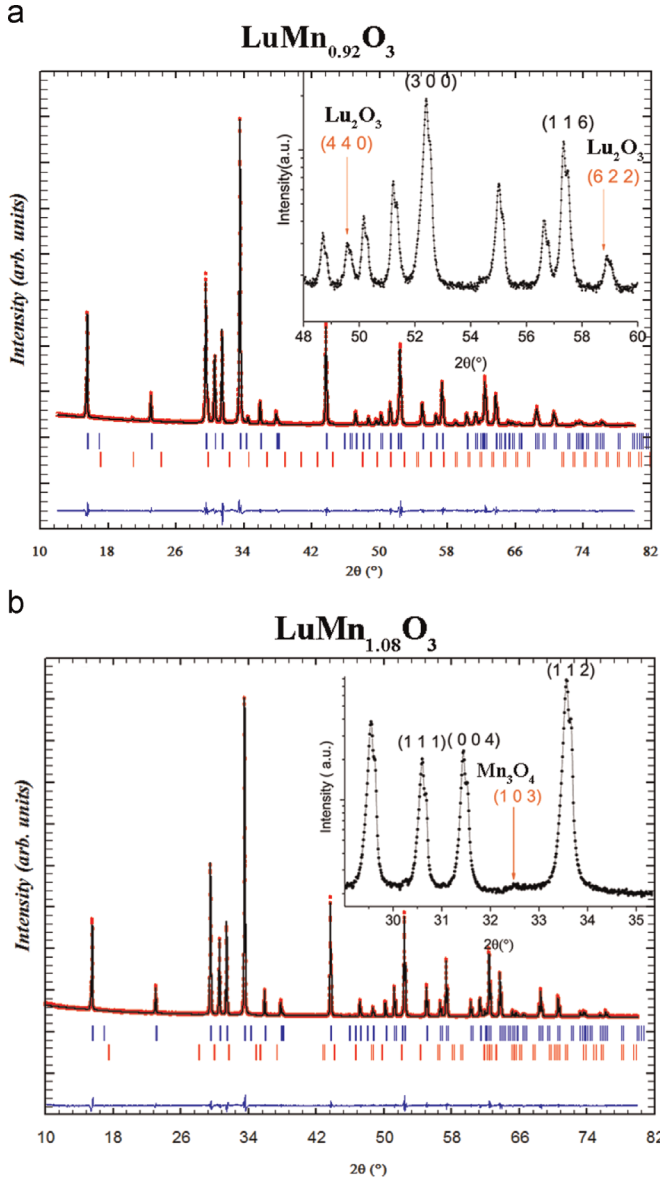 a
LuMn0.92O3
Intensity (arb. units)
Intensity(a.u.)
(3 0 0)
Lu2O3
(4 4 0)
(1 1 6)
Lu2O3
(6 2 2)
48 50 52 54 56 58 60
2θ(°)
10 18 26 34 42 50 58 66 74 82
2θ (°)
b
LuMn1.08O3
Intensity (arb. units)
Intensity ( a.u.)
(1 1 2)
(1 1 1) ( 0 0 4)
Mn3O4
(1 0 3)
30 31 32 33 34 35
2θ(°)
10 18 26 34 42 50 58 66 74 82
2θ (°)